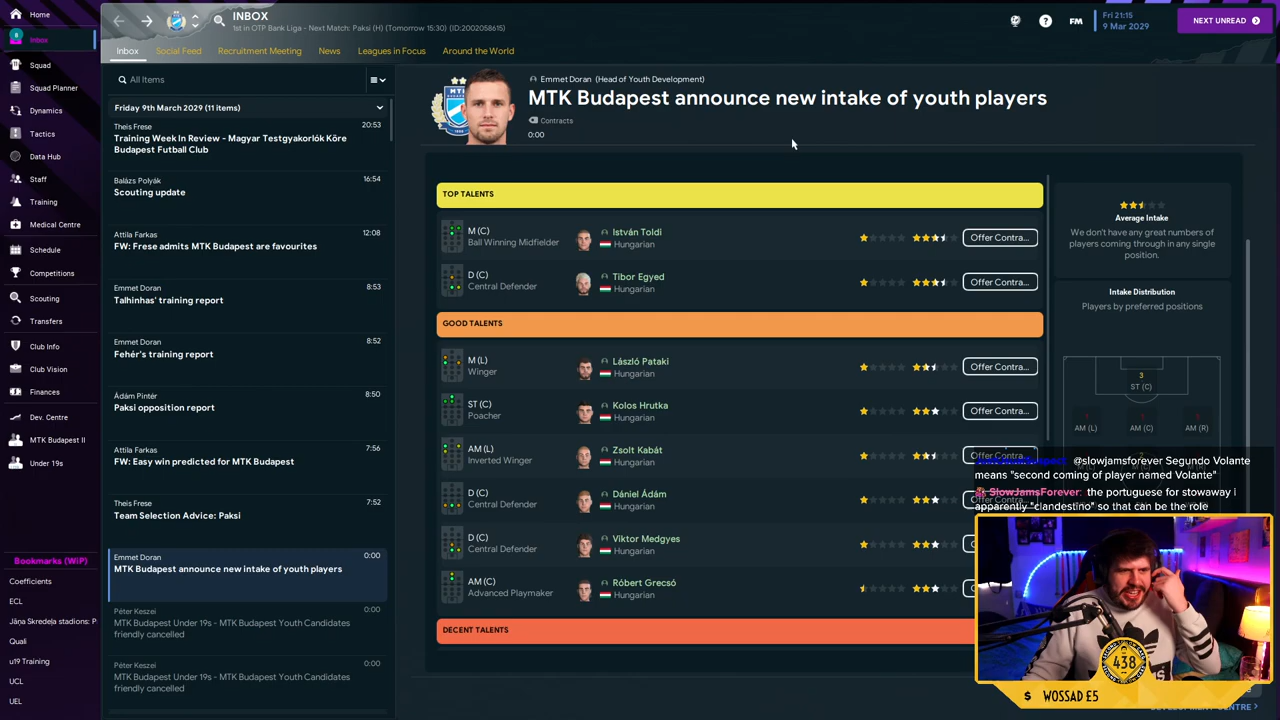 Home
8
Inbox
Squad
Squad Planner
Dynamics
Tactics
Data Hub
Staff
Training
Medical Centre
Schedule
Competitions
Scouting
Transfers
Club Info
Club Vision
Finances
Dev. Centre
MTK Budapest II
Under 19s
Bookmarks (WiP)
Coefficients
ECL
Jàņa Skredeļa stadions: P
Quali
u19 Training
UCL
UEL
INBOX
1st in OTP Bank Liga - Next Match: Paksi (H) (Tomorrow 15:30) (ID:2002058615)
?
FM
Fri 21:15
9 Mar 2029
NEXT UNREAD
Inbox
Social Feed
Recruitment Meeting
News
Leagues in Focus
Around the World
All Items
Friday 9th March 2029 (11 items)
Theis Frese 20:53
Training Week In Review - Magyar Testgyakorlók Köre
Budapest Futball Club
Balázs Polyák 16:54
Scouting update
Attila Farkas 12:08
FW: Frese admits MTK Budapest are favourites
Emmet Doran 8:53
Talhinhas' training report
Emmet Doran 8:52
Fehér's training report
Ádám Pintér 8:50
Paksi opposition report
Attila Farkas 7:56
FW: Easy win predicted for MTK Budapest
Theis Frese 7:52
Team Selection Advice: Paksi
Emmet Doran 0:00
MTK Budapest announce new intake of youth players
Péter Keszei 0:00
MTK Budapest Under 19s - MTK Budapest Youth Candidates
friendly cancelled
Péter Keszei 0:00
MTK Budapest Under 19s - MTK Budapest Youth Candidates
friendly cancelled
MTK
Emmet Doran (Head of Youth Development)
MTK Budapest announce new intake of youth players
Contracts
0:00
TOP TALENTS
M (C)
Ball Winning Midfielder
István Toldi
Hungarian
Offer Contra...
D (C)
Central Defender
Tibor Egyed
Hungarian
Offer Contra...
GOOD TALENTS
M (L)
Winger
László Pataki
Hungarian
Offer Contra...
ST (C)
Poacher
Kolos Hrutka
Hungarian
Offer Contra...
AM (L)
Inverted Winger
Zsolt Kabát
Hungarian
Offer Contra...
D (C)
Central Defender
Dániel Ádám
Hungarian
D (C)
Central Defender
Viktor Medgyes
Hungarian
AM (C)
Advanced Playmaker
Róbert Grecsó
Hungarian
DECENT TALENTS
Average Intake
We don't have any great numbers of
players coming through in any single
position.
Intake Distribution
Players by preferred positions
3
ST (C)
1 1 1
AM (L) AM (C) AM (R)
@slowjamsforever Segundo Volante
means "second coming of player named Volante"
SlowJamsForever: the portuguese for stowaway i
apparently "clandestino" so that can be the role
438
$ WOSSAD £5
DEVELOPMENT CENTRE